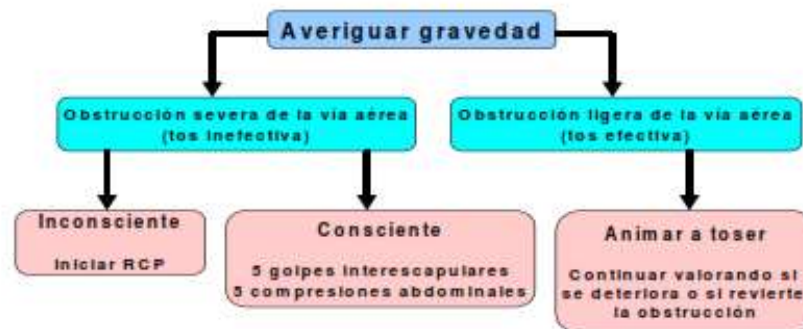 Averiguar gravedad
Obstrucción severa de la vía aérea
(tos inefectiva)
Obstrucción ligera de la vía aérea
(tos efectiva)
Inconsciente
Iniciar RCP
Consciente
5 golpes interescapulares
5 compresiones abdominales
Animar a toser
Continuar valorando si
se deteriora o si revierte
la obstrucción